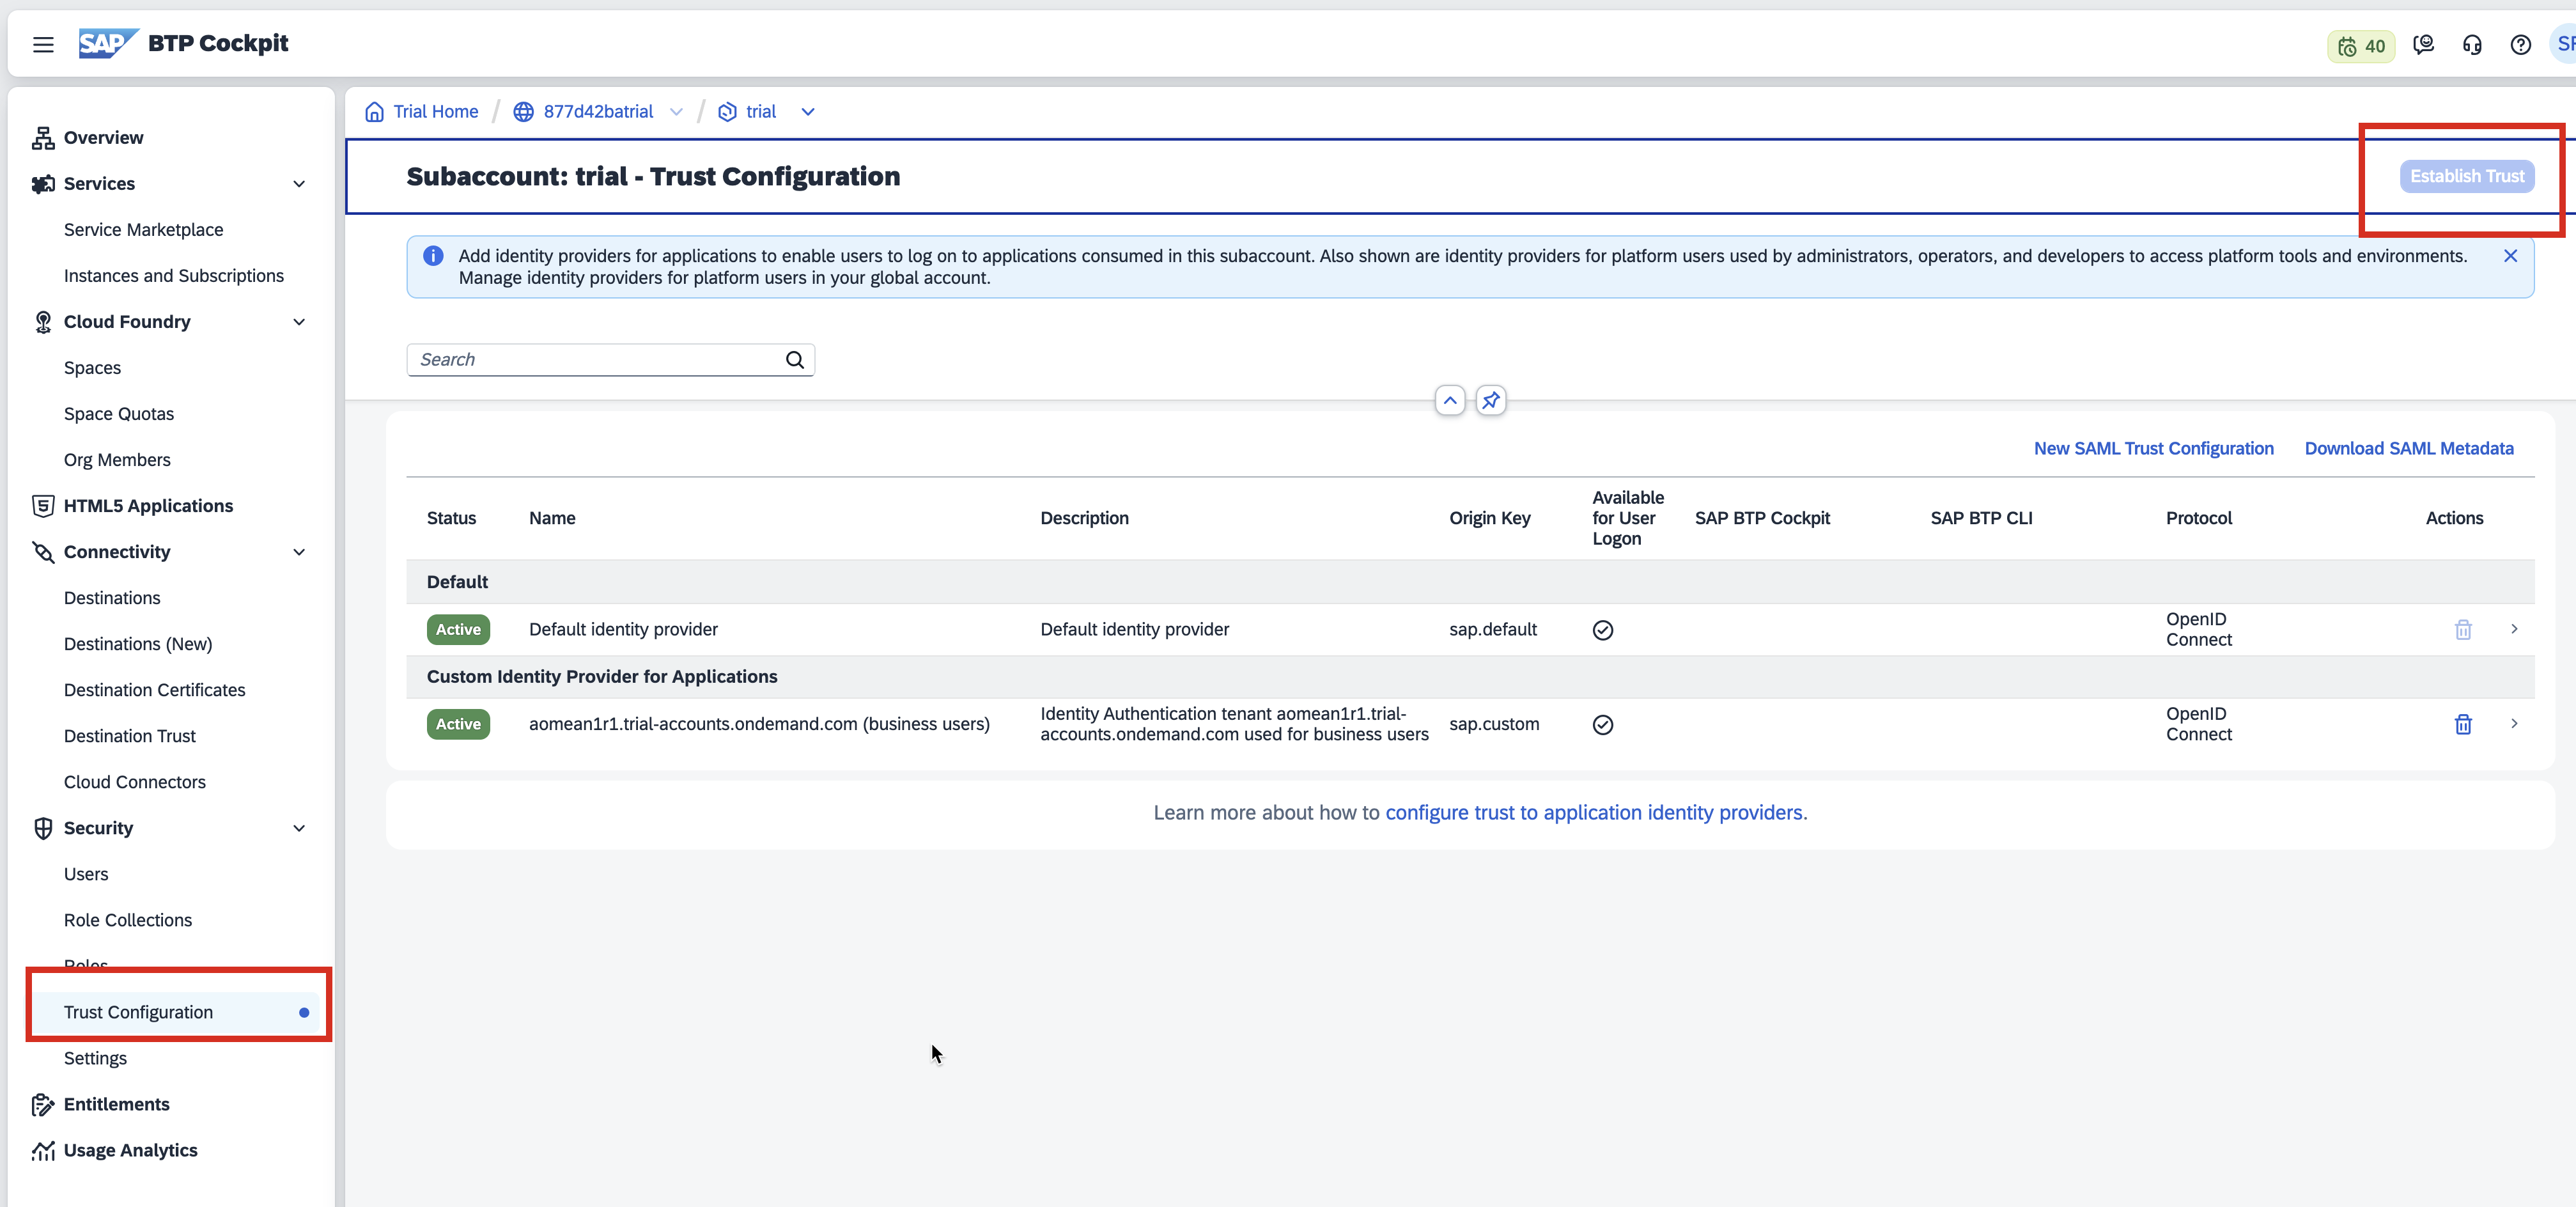 SAP BTP Cockpit
40
Overview
Services
Service Marketplace
Instances and Subscriptions
Cloud Foundry
Spaces
Space Quotas
Org Members
HTML5 Applications
Connectivity
Destinations
Destinations (New)
Destination Certificates
Destination Trust
Cloud Connectors
Security
Users
Role Collections
Roles
Trust Configuration
Settings
Entitlements
Usage Analytics
Trial Home / 877d42batrial / trial
Subaccount: trial - Trust Configuration
Establish Trust
Add identity providers for applications to enable users to log on to applications consumed in this subaccount. Also shown are identity providers for platform users used by administrators, operators, and developers to access platform tools and environments.
Manage identity providers for platform users in your global account.
Search
New SAML Trust Configuration Download SAML Metadata
Status Name Description Origin Key Available for User Logon SAP BTP Cockpit SAP BTP CLI Protocol Actions
Default
Active Default identity provider Default identity provider sap.default OpenID Connect
Custom Identity Provider for Applications
Active aomean1r1.trial-accounts.ondemand.com (business users) Identity Authentication tenant aomean1r1.trial-accounts.ondemand.com used for business users sap.custom OpenID Connect
Learn more about how to configure trust to application identity providers.